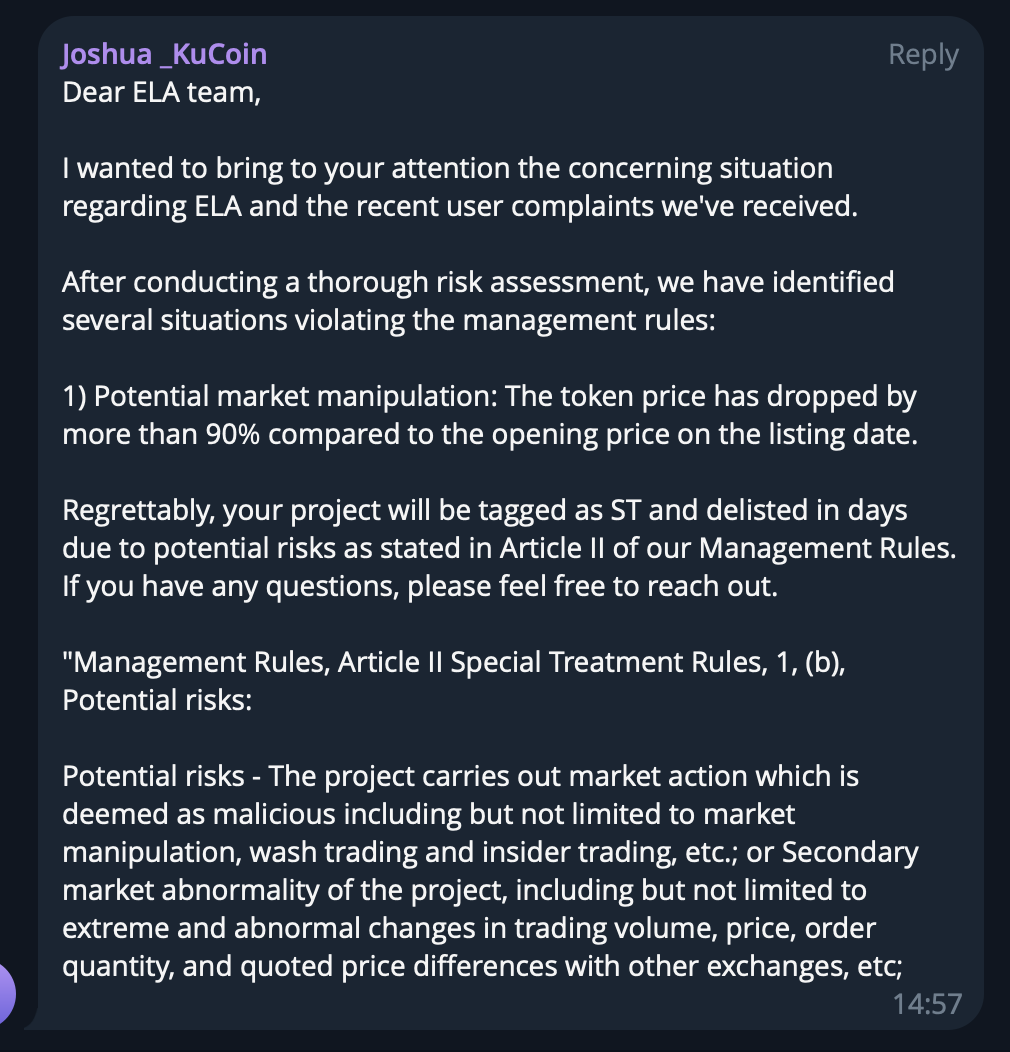 Joshua _KuCoin Reply
Dear ELA team,
I wanted to bring to your attention the concerning situation
regarding ELA and the recent user complaints we've received.
After conducting a thorough risk assessment, we have identified
several situations violating the management rules:
1) Potential market manipulation: The token price has dropped by
more than 90% compared to the opening price on the listing date.
Regrettably, your project will be tagged as ST and delisted in days
due to potential risks as stated in Article II of our Management Rules.
If you have any questions, please feel free to reach out.
"Management Rules, Article II Special Treatment Rules, 1, (b),
Potential risks:
Potential risks - The project carries out market action which is
deemed as malicious including but not limited to market
manipulation, wash trading and insider trading, etc.; or Secondary
market abnormality of the project, including but not limited to
extreme and abnormal changes in trading volume, price, order
quantity, and quoted price differences with other exchanges, etc;
14:57